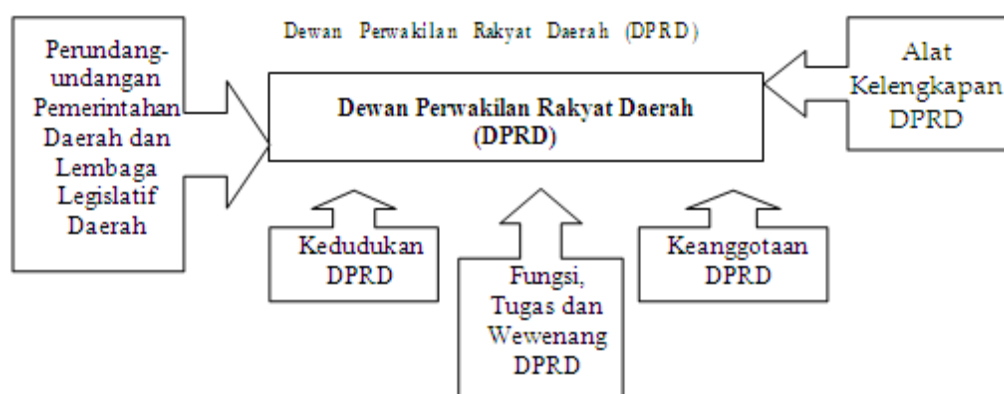 Dewan Perwakilan Rakyat Daerah (DPRD)
Perundang-
undangan
Pemerintahan
Daerah dan
Lembaga
Legislatif
Daerah
Dewan Perwakilan Rakyat Daerah
(DPRD)
Alat
Kelengkapan
DPRD
Kedudukan
DPRD
Fungsi,
Tugas dan
Wewenang
DPRD
Keanggotaan
DPRD